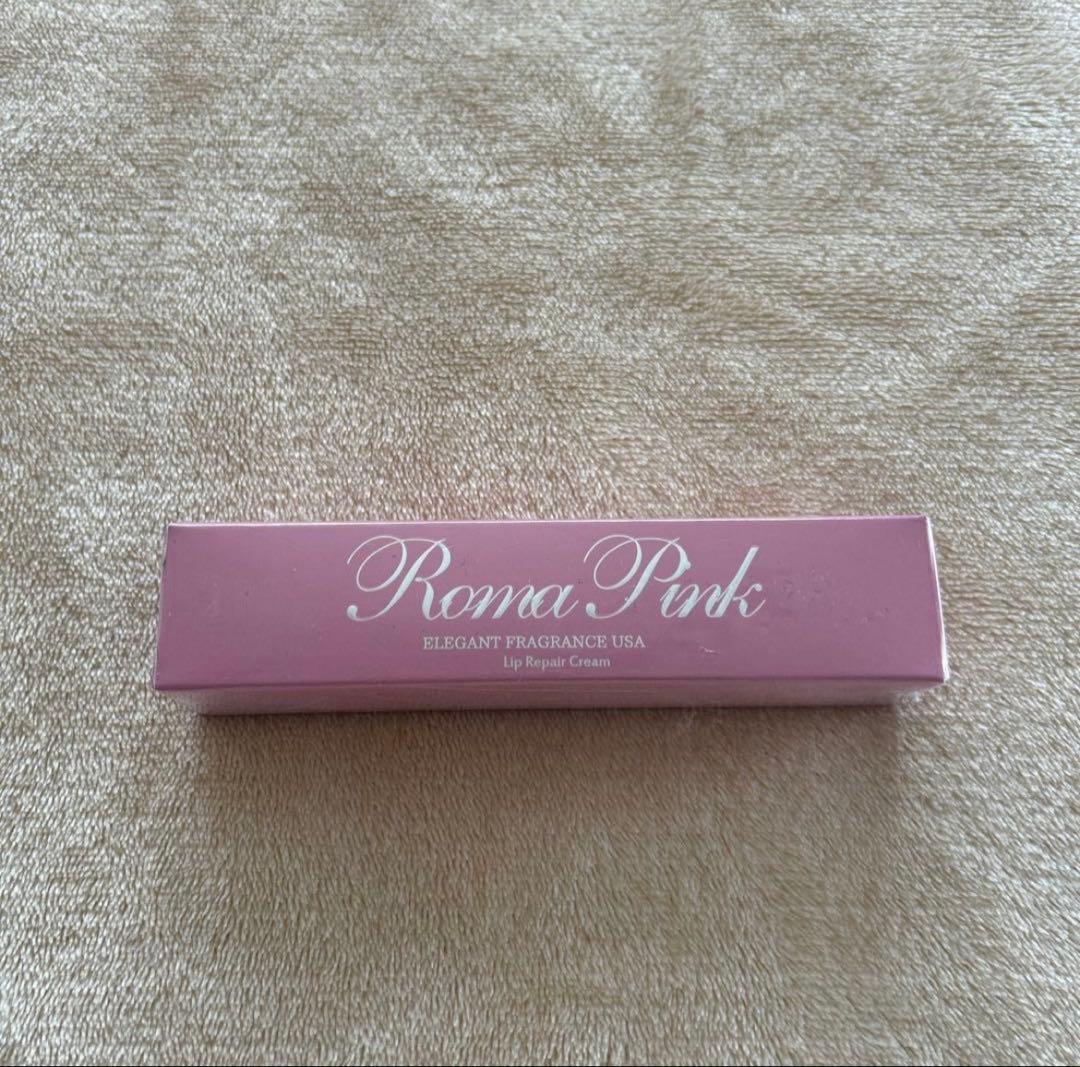 Roma Pink
ELEGANT FRAGRANCE USA
Lip Repair Cream